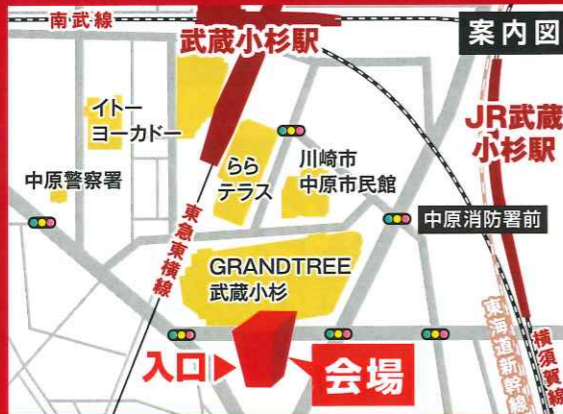 南武線
武蔵小杉駅
案内図
イトー
ヨーカドー
JR武蔵
小杉駅
らら
テラス
川崎市
中原市民館
中原警察署
東急東横線
中原消防署前
GRANDTREE
武蔵小杉
東海道新幹線
横須賀線
入口
会場